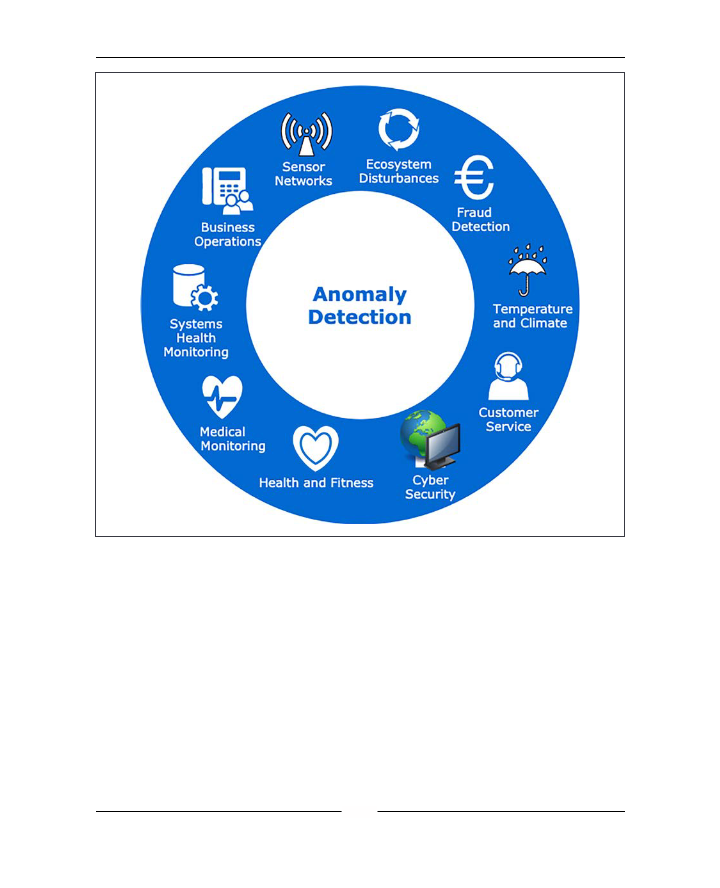 Sensor
Networks
Ecosystem
Disturbances
€
Fraud
Detection
Temperature
and Climate
Customer
Service
Cyber
Security
Health and Fitness
Medical
Monitoring
Systems
Health
Monitoring
Business
Operations
Anomaly
Detection